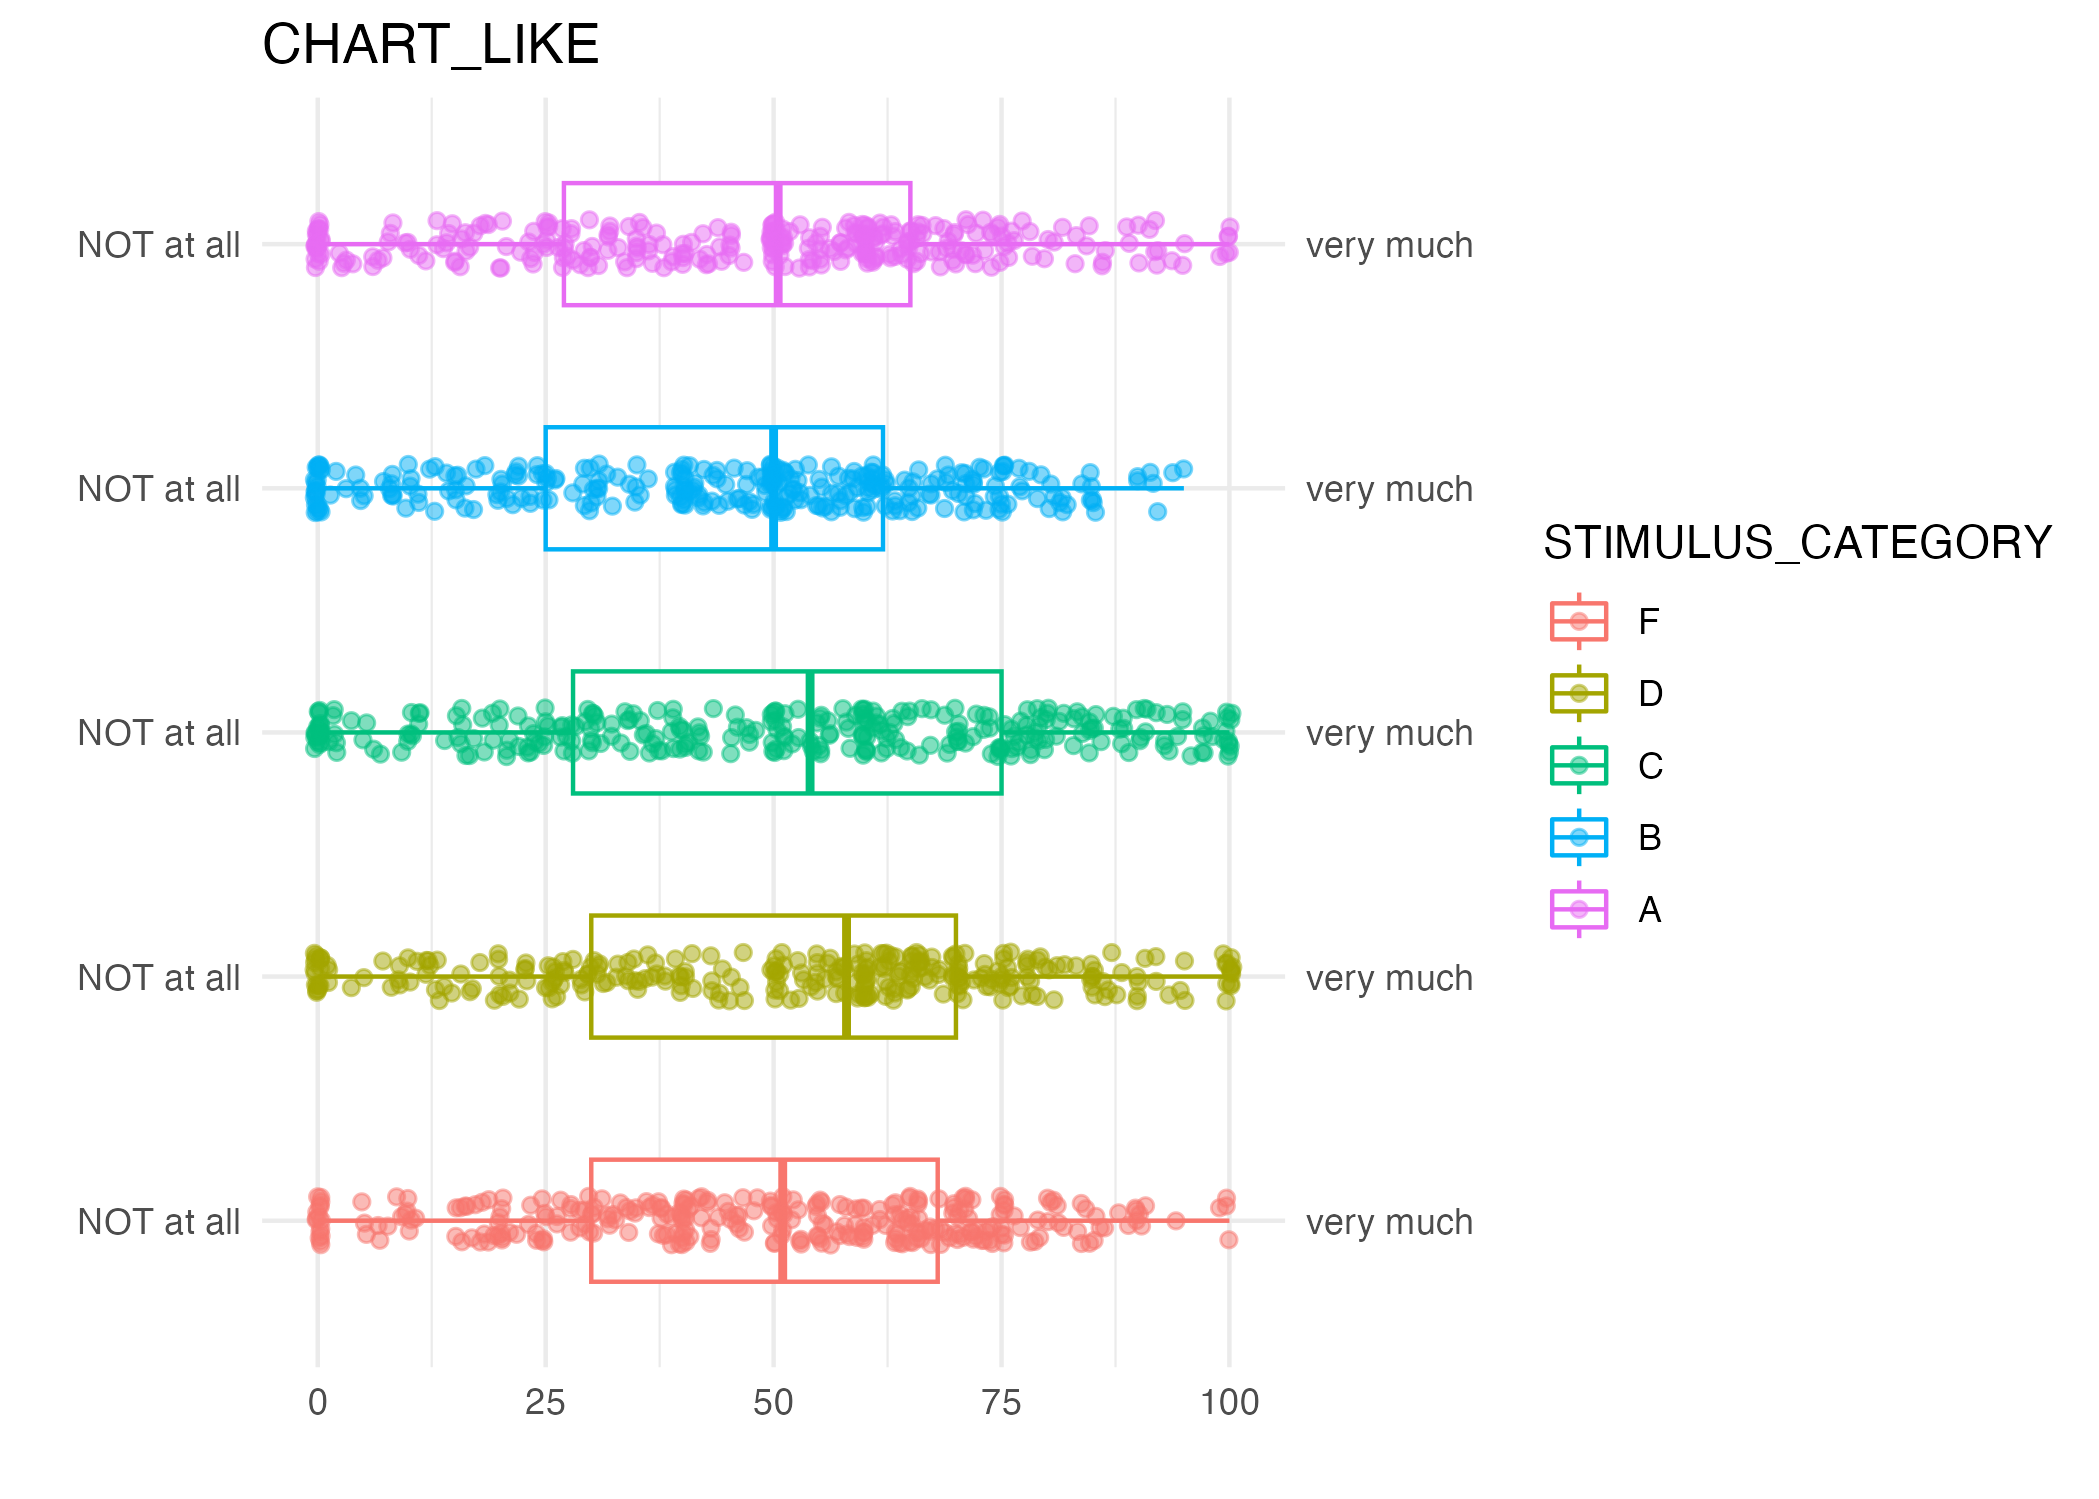 CHART_LIKE
NOT at all very much
NOT at all very much
NOT at all very much
NOT at all very much
NOT at all very much
0 25 50 75 100
STIMULUS_CATEGORY
F
D
C
B
A